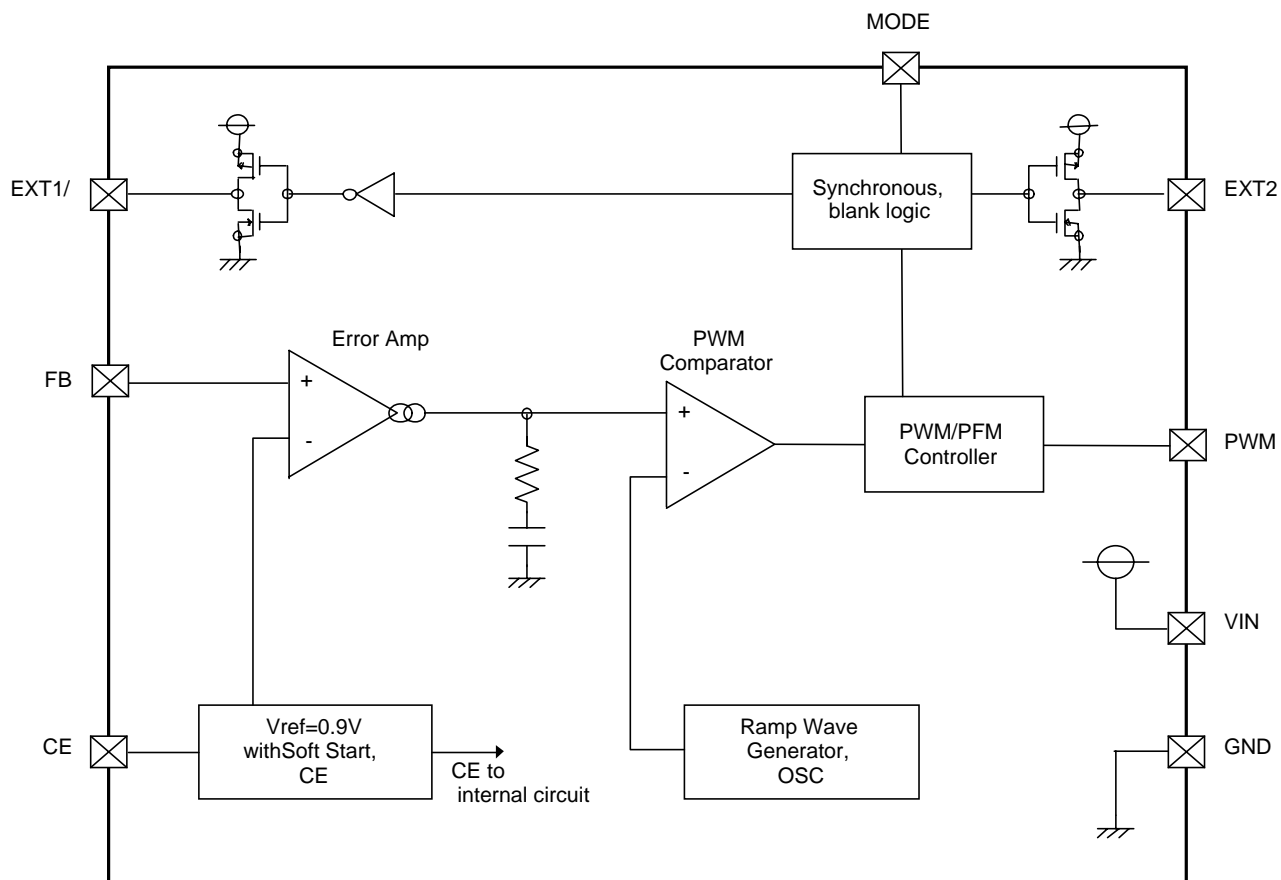 MODE
EXT1/
Synchronous,
blank logic
EXT2
Error Amp
PWM
Comparator
FB
+
-
+
-
PWM/PFM
Controller
PWM
VIN
CE
Vref=0.9V
withSoft Start,
CE
CE to
internal circuit
Ramp Wave
Generator,
OSC
GND